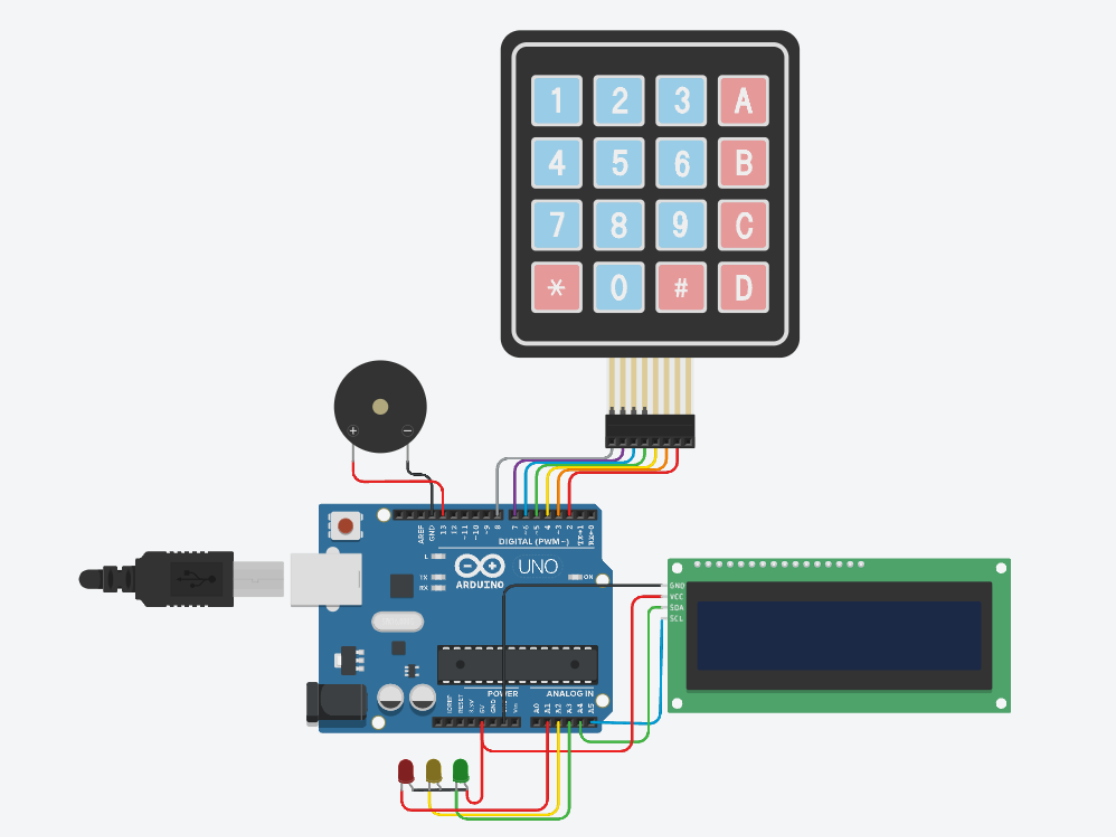 1 2 3 A
4 5 6 B
7 8 9 C
* 0 # D
+ −
AREF
GND
13
12
~11
~10
~9
8
7
~6
~5
4
~3
2
TX→1
RX←0
DIGITAL (PWM~)
L
TX
RX
ARDUINO
UNO
ON
GND
VCC
SDA
SCL
POWER
ANALOG IN
IOREF
RESET
3.3V
5V
GND
Vin
A0
A1
A2
A3
A4
A5